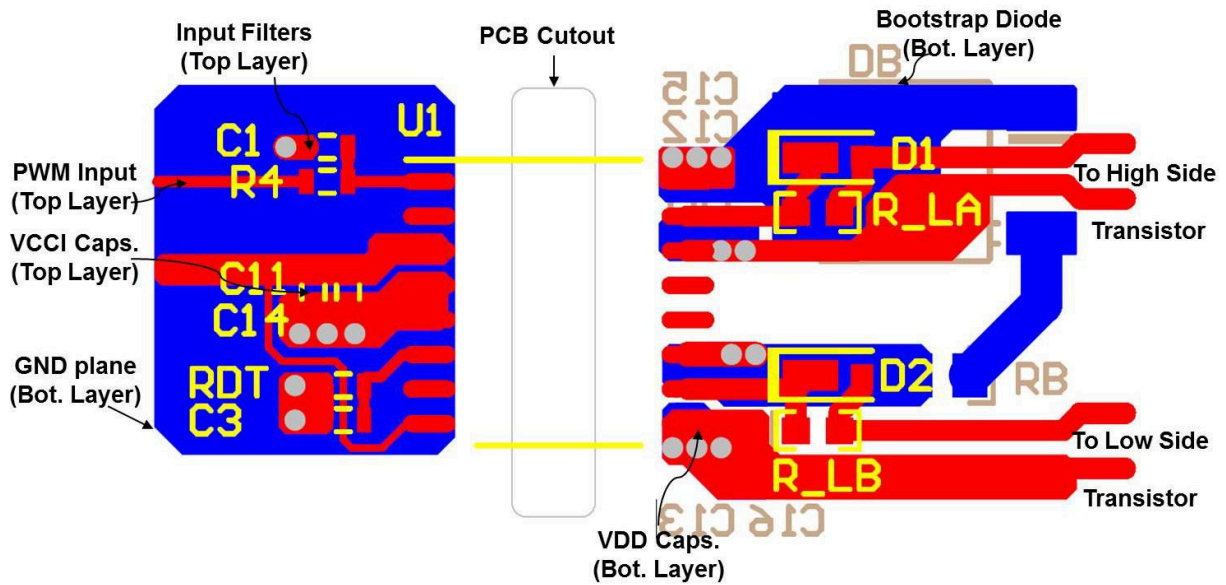 Input Filters
(Top Layer)
PCB Cutout
Bootstrap Diode
(Bot. Layer)
DB
C15
C12
U1
C1
R4
D1
PWM Input
(Top Layer)
To High Side
R_LA
Transistor
VCCI Caps.
(Top Layer)
C11
C14
GND plane
(Bot. Layer)
RDT
C3
D2
RB
To Low Side
R_LB
Transistor
C13
C16
VDD Caps.
(Bot. Layer)